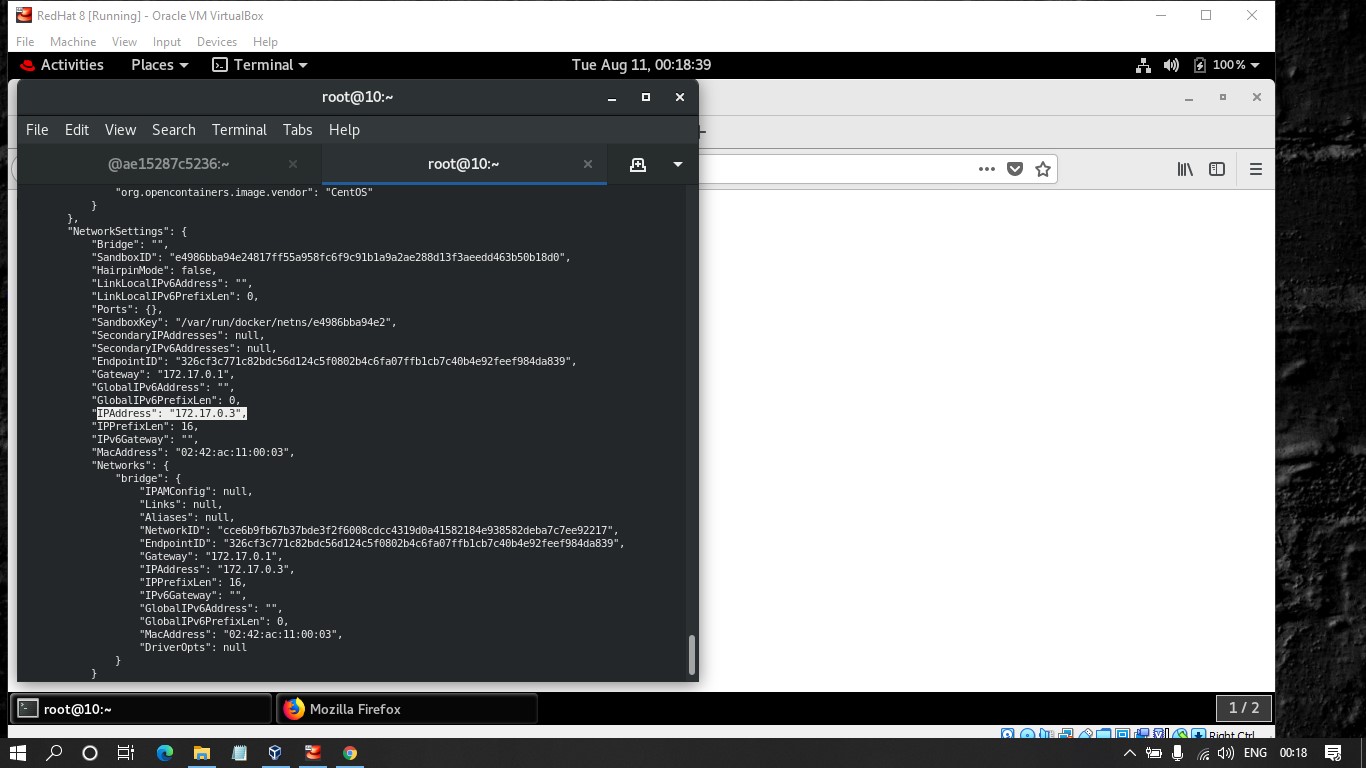 RedHat 8 [Running] - Oracle VM VirtualBox
File Machine View Input Devices Help
Activities Places Terminal Tue Aug 11, 00:18:39 100%
root@10:~
File Edit View Search Terminal Tabs Help
@ae15287c5236:~ root@10:~
"org.opencontainers.image.vendor": "CentOS"
}
},
"NetworkSettings": {
"Bridge": "",
"SandboxID": "e4986bba94e24817ff55a958fc6f9c91b1a9a2ae288d13f3aeedd463b50b18d0",
"HairpinMode": false,
"LinkLocalIPv6Address": "",
"LinkLocalIPv6PrefixLen": 0,
"Ports": {},
"SandboxKey": "/var/run/docker/netns/e4986bba94e2",
"SecondaryIPAddresses": null,
"SecondaryIPv6Addresses": null,
"EndpointID": "326cf3c771c82bdc56d124c5f0802b4c6fa07ffb1cb7c40b4e92feef984da839",
"Gateway": "172.17.0.1",
"GlobalIPv6Address": "",
"GlobalIPv6PrefixLen": 0,
"IPAddress": "172.17.0.3",
"IPPrefixLen": 16,
"IPv6Gateway": "",
"MacAddress": "02:42:ac:11:00:03",
"Networks": {
"bridge": {
"IPAMConfig": null,
"Links": null,
"Aliases": null,
"NetworkID": "cce6b9fb67b37bde3f2f6008cdcc4319d0a41582184e938582deba7c7ee92217",
"EndpointID": "326cf3c771c82bdc56d124c5f0802b4c6fa07ffb1cb7c40b4e92feef984da839",
"Gateway": "172.17.0.1",
"IPAddress": "172.17.0.3",
"IPPrefixLen": 16,
"IPv6Gateway": "",
"GlobalIPv6Address": "",
"GlobalIPv6PrefixLen": 0,
"MacAddress": "02:42:ac:11:00:03",
"DriverOpts": null
}
}
root@10:~ Mozilla Firefox 1 / 2
Right Ctrl
ENG 00:18